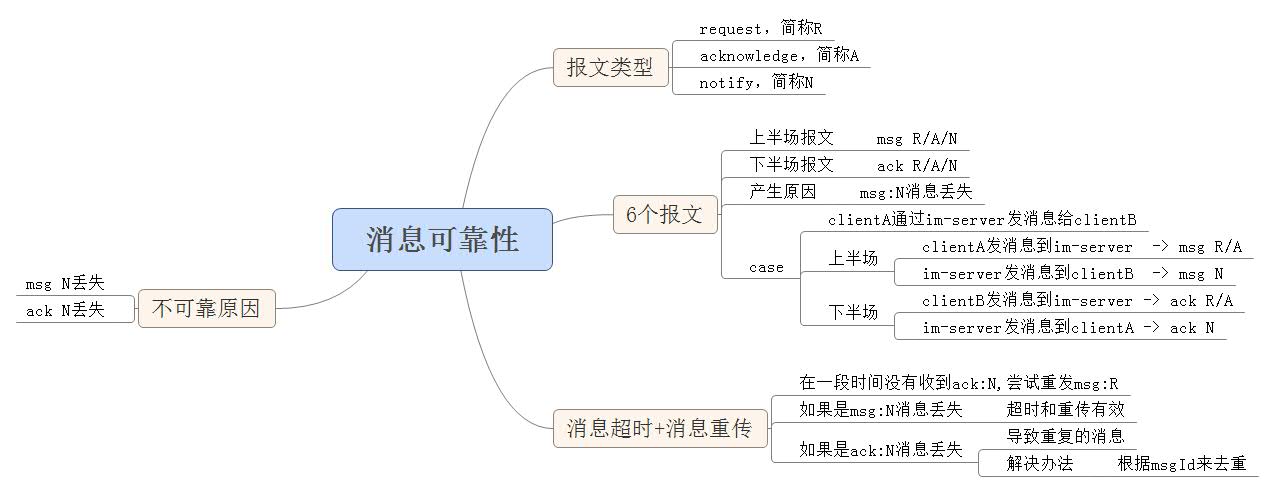 消息可靠性
报文类型
request，简称R
acknowledge，简称A
notify，简称N
6个报文
上半场报文 msg R/A/N
下半场报文 ack R/A/N
产生原因 msg:N消息丢失
case
clientA通过im-server发消息给clientB
上半场
clientA发消息到im-server -> msg R/A
im-server发消息到clientB -> msg N
下半场
clientB发消息到im-server -> ack R/A
im-server发消息到clientA -> ack N
消息超时+消息重传
在一段时间没有收到ack:N,尝试重发msg:R
如果是msg:N消息丢失 超时和重传有效
如果是ack:N消息丢失
导致重复的消息
解决办法 根据msgId来去重
不可靠原因
msg N丢失
ack N丢失